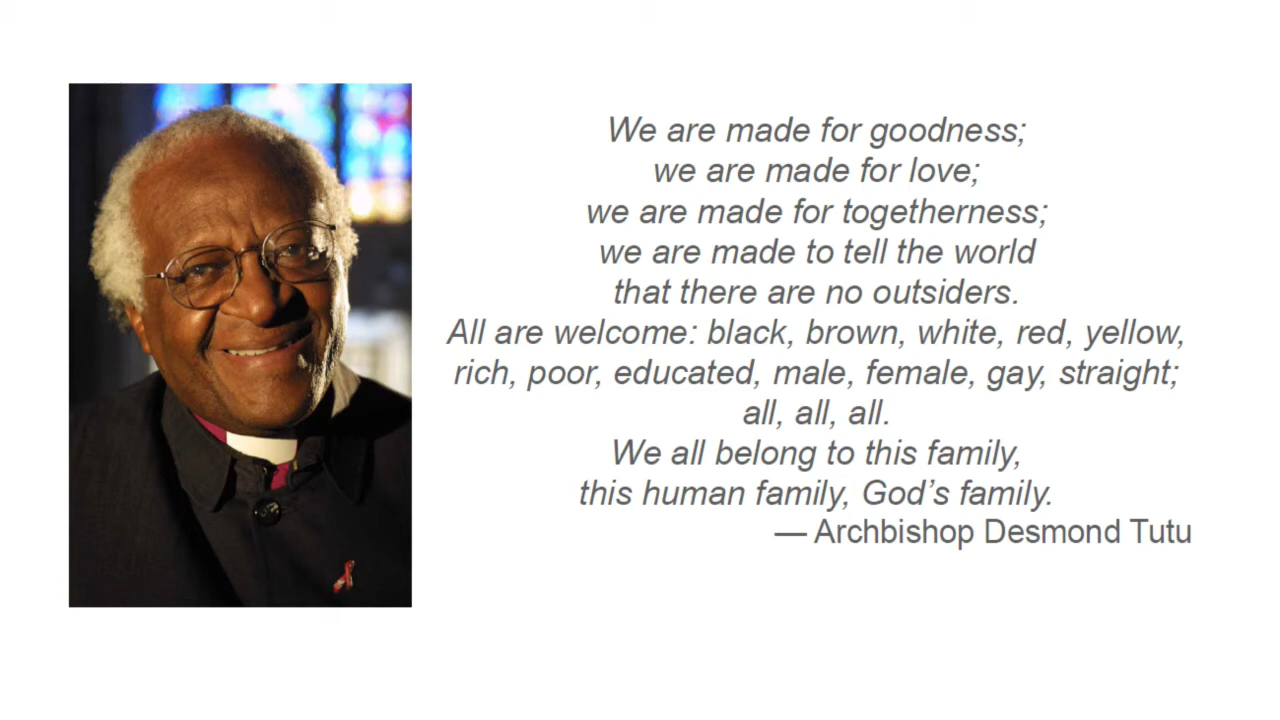 We are made for goodness;
we are made for love;
we are made for togetherness;
we are made to tell the world
that there are no outsiders.
All are welcome: black, brown, white, red, yellow,
rich, poor, educated, male, female, gay, straight;
all, all, all.
We all belong to this family,
this human family, God’s family.
— Archbishop Desmond Tutu